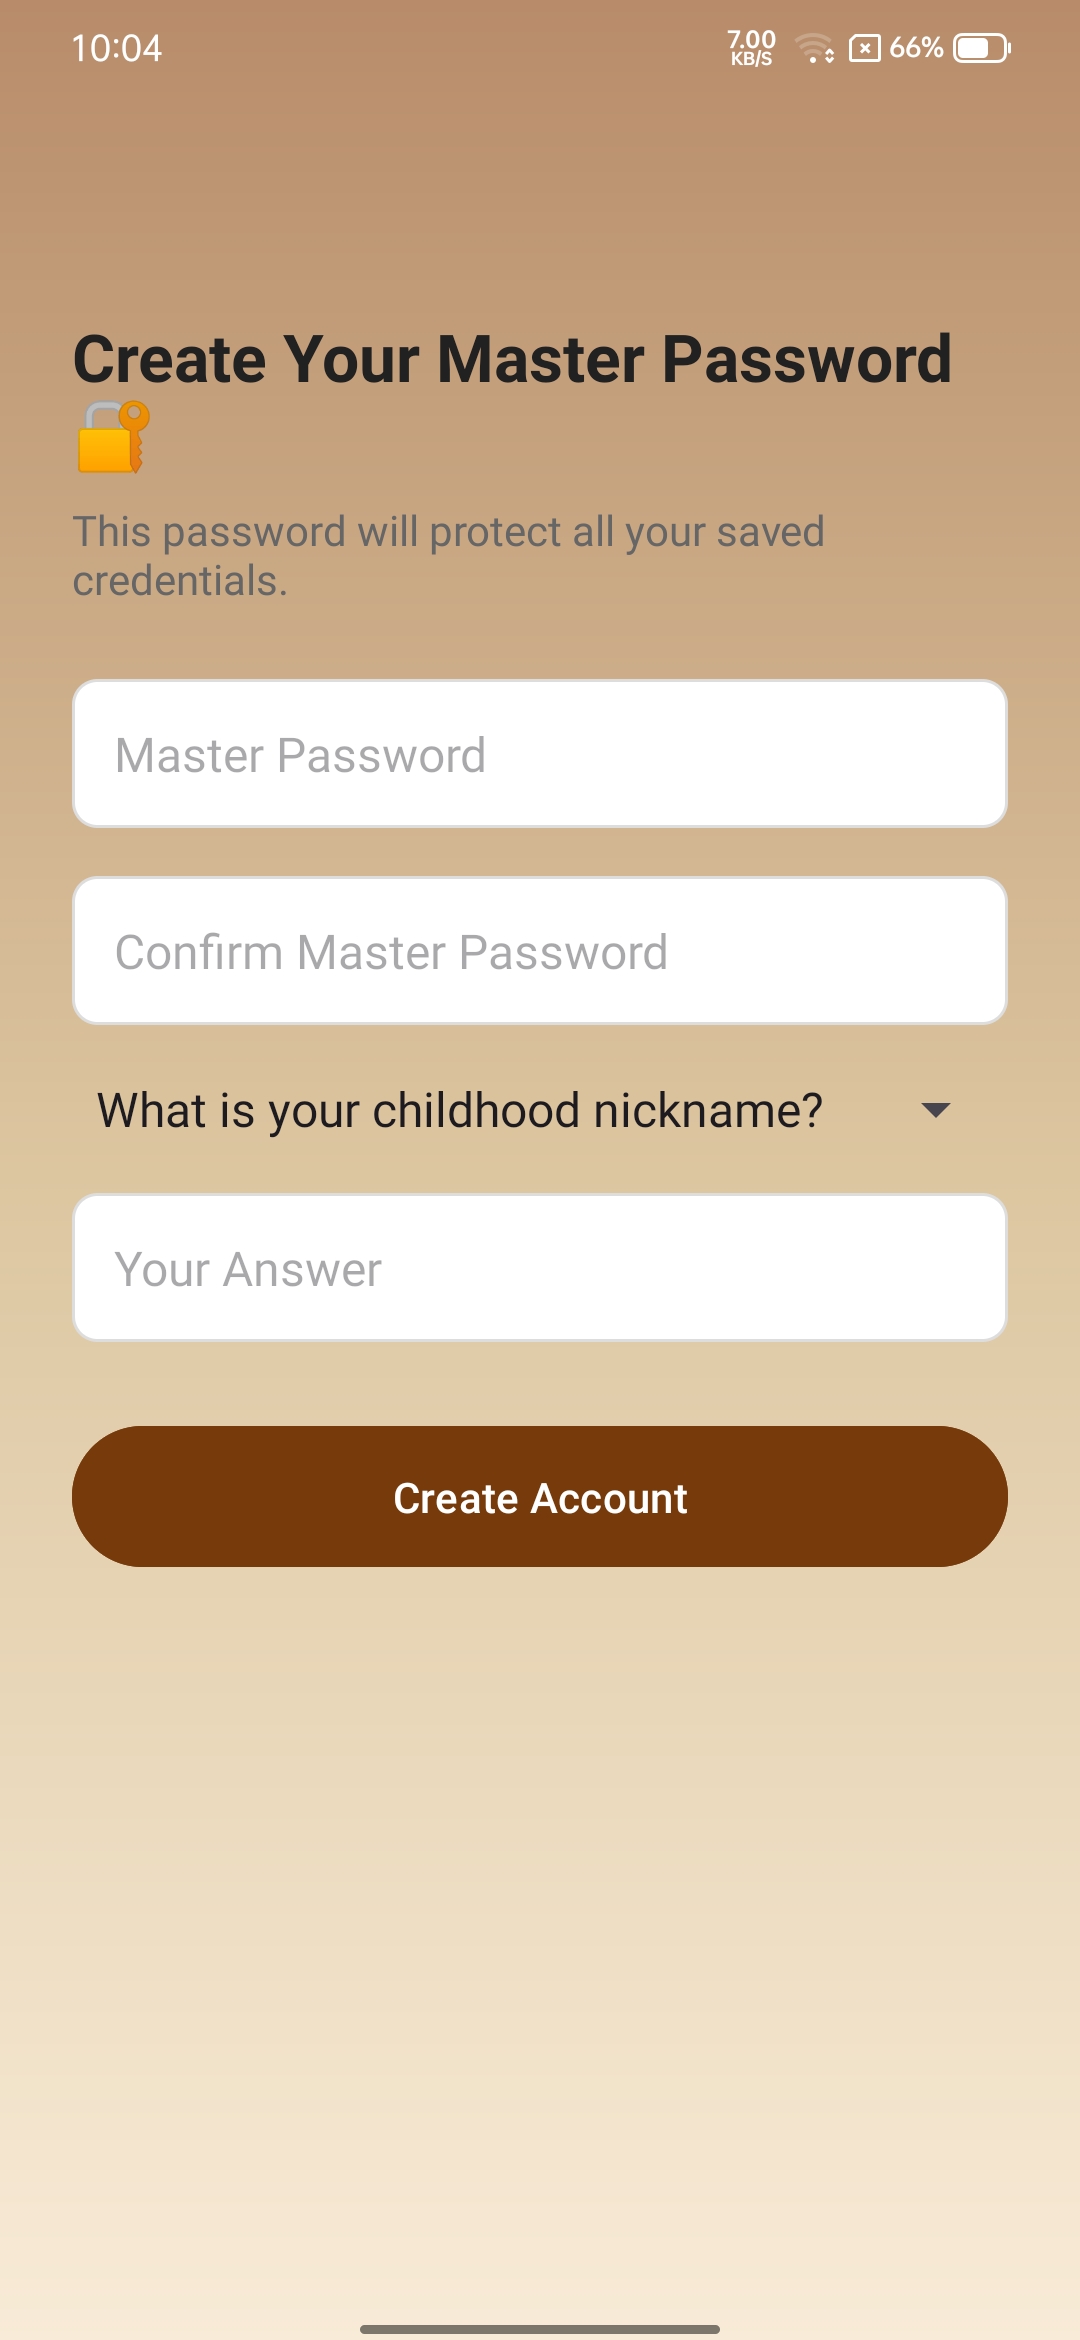 10:04
7.00
KB/S
66%
Create Your Master Password
🔐
This password will protect all your saved
credentials.
Master Password
Confirm Master Password
What is your childhood nickname?
Your Answer
Create Account